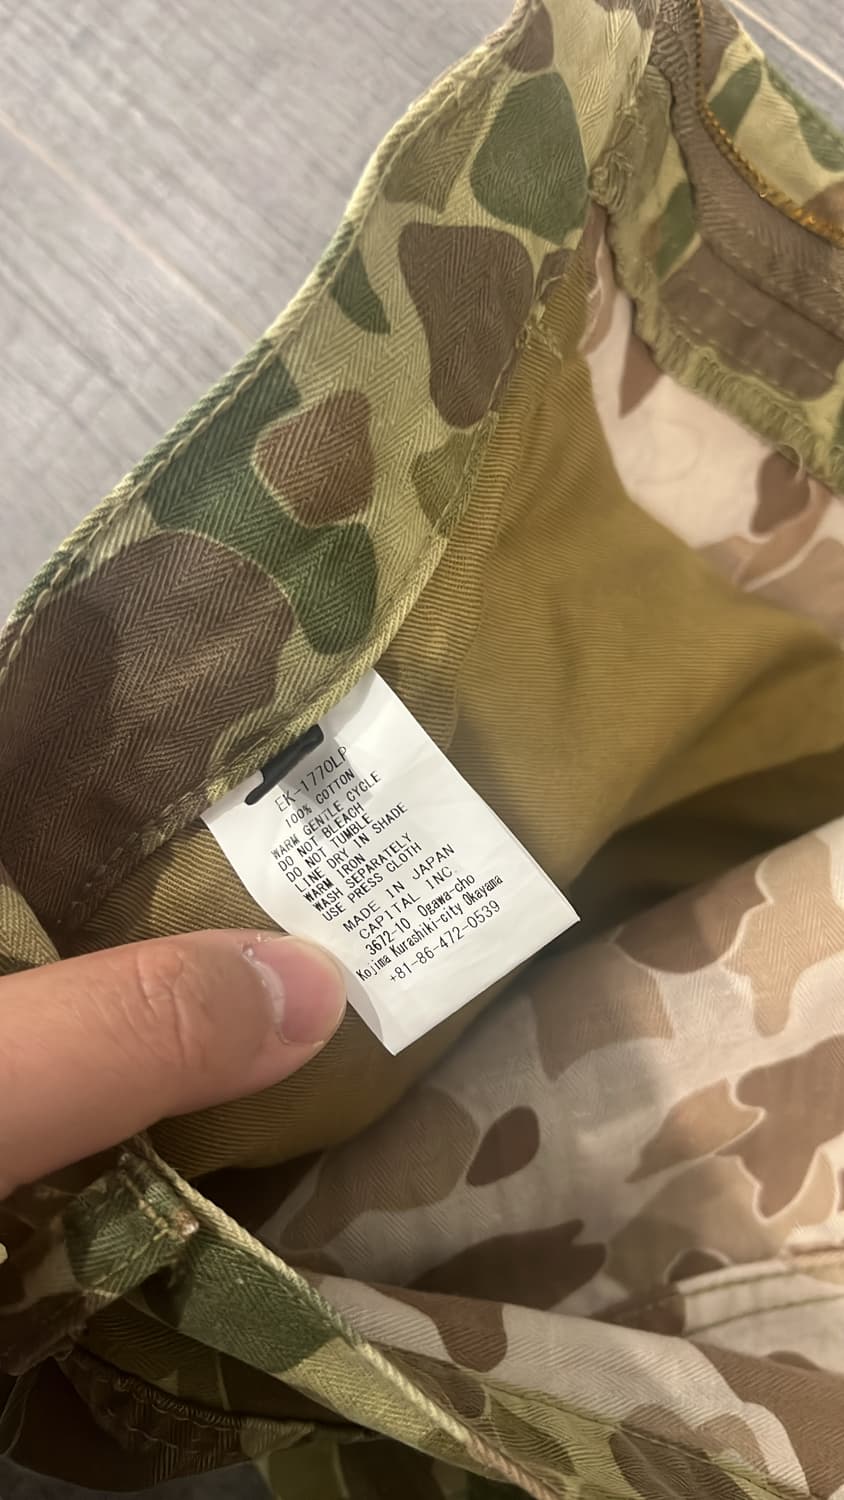 EK-1770LP
100% COTTON
WARM GENTLE CYCLE
DO NOT BLEACH
DO NOT TUMBLE
LINE DRY IN SHADE
WARM IRON
WASH SEPARATELY
USE PRESS CLOTH
MADE IN JAPAN
CAPITAL INC.
3672-10 Ogawa-cho
Kojima Kurashiki-city Okayama
+81-86-472-0539